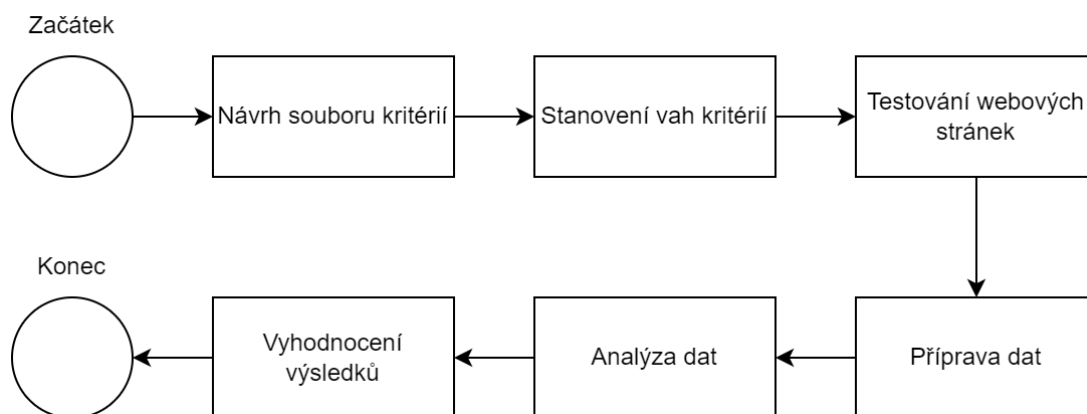 Začátek
Návrh souboru kritérií
Stanovení vah kritérií
Testování webových
stránek
Konec
Vyhodnocení
výsledků
Analýza dat
Příprava dat